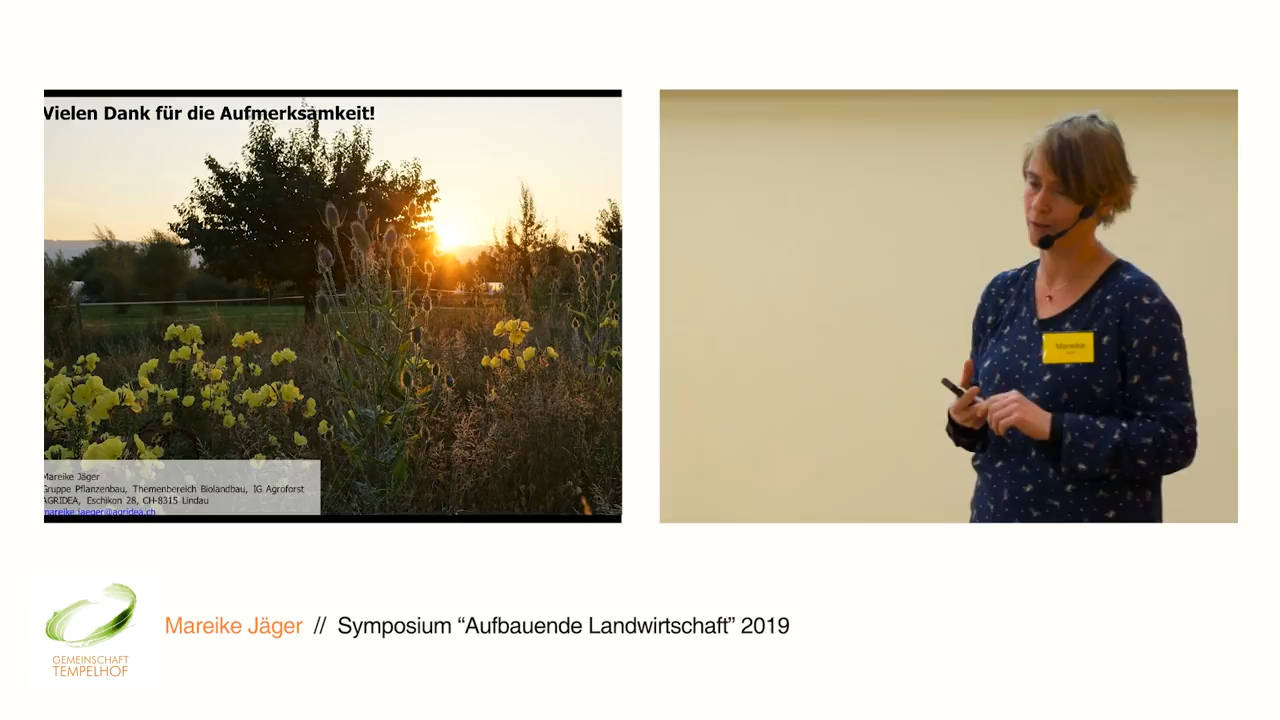 Vielen Dank für die Aufmerksamkeit!
Mareike Jäger
Gruppe Pflanzenbau, Themenbereich Biolandbau, IG Agroforst
AGRIDEA, Eschikon 28, CH-8315 Lindau
mareike.jaeger@agridea.ch
Mareike
GEMEINSCHAFT
TEMPELHOF
Mareike Jäger // Symposium “Aufbauende Landwirtschaft” 2019